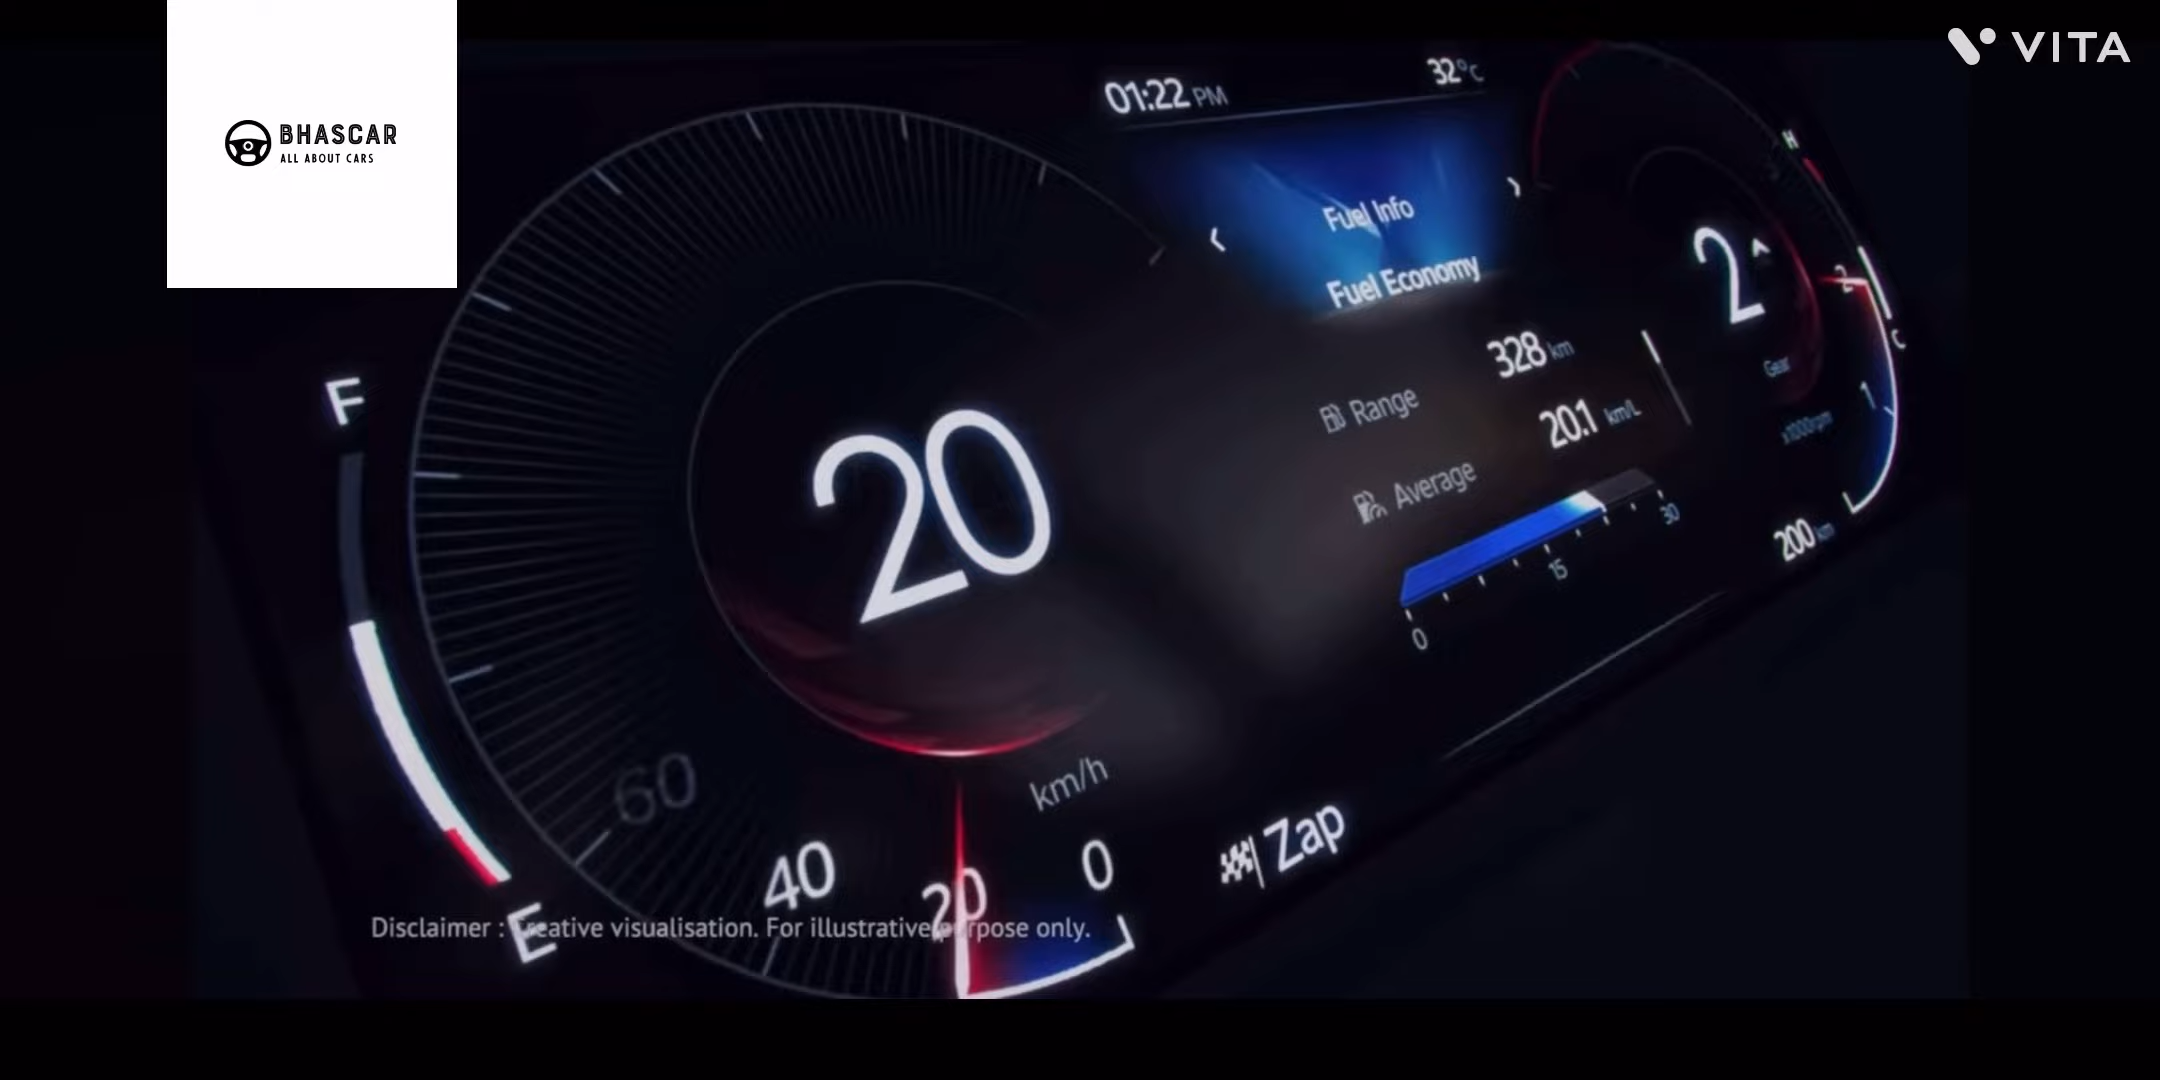 BHASCAR
ALL ABOUT CARS
VITA
01:22 PM
32°C
Fuel Info
Fuel Economy
Range 328 km
Average 20.1 km/L
0 15 30
F
E
20
km/h
0
20
40
60
Zap
H
C
2
Gear
2
1
x1000rpm
200 km
Disclaimer : Creative visualisation. For illustrative purpose only.